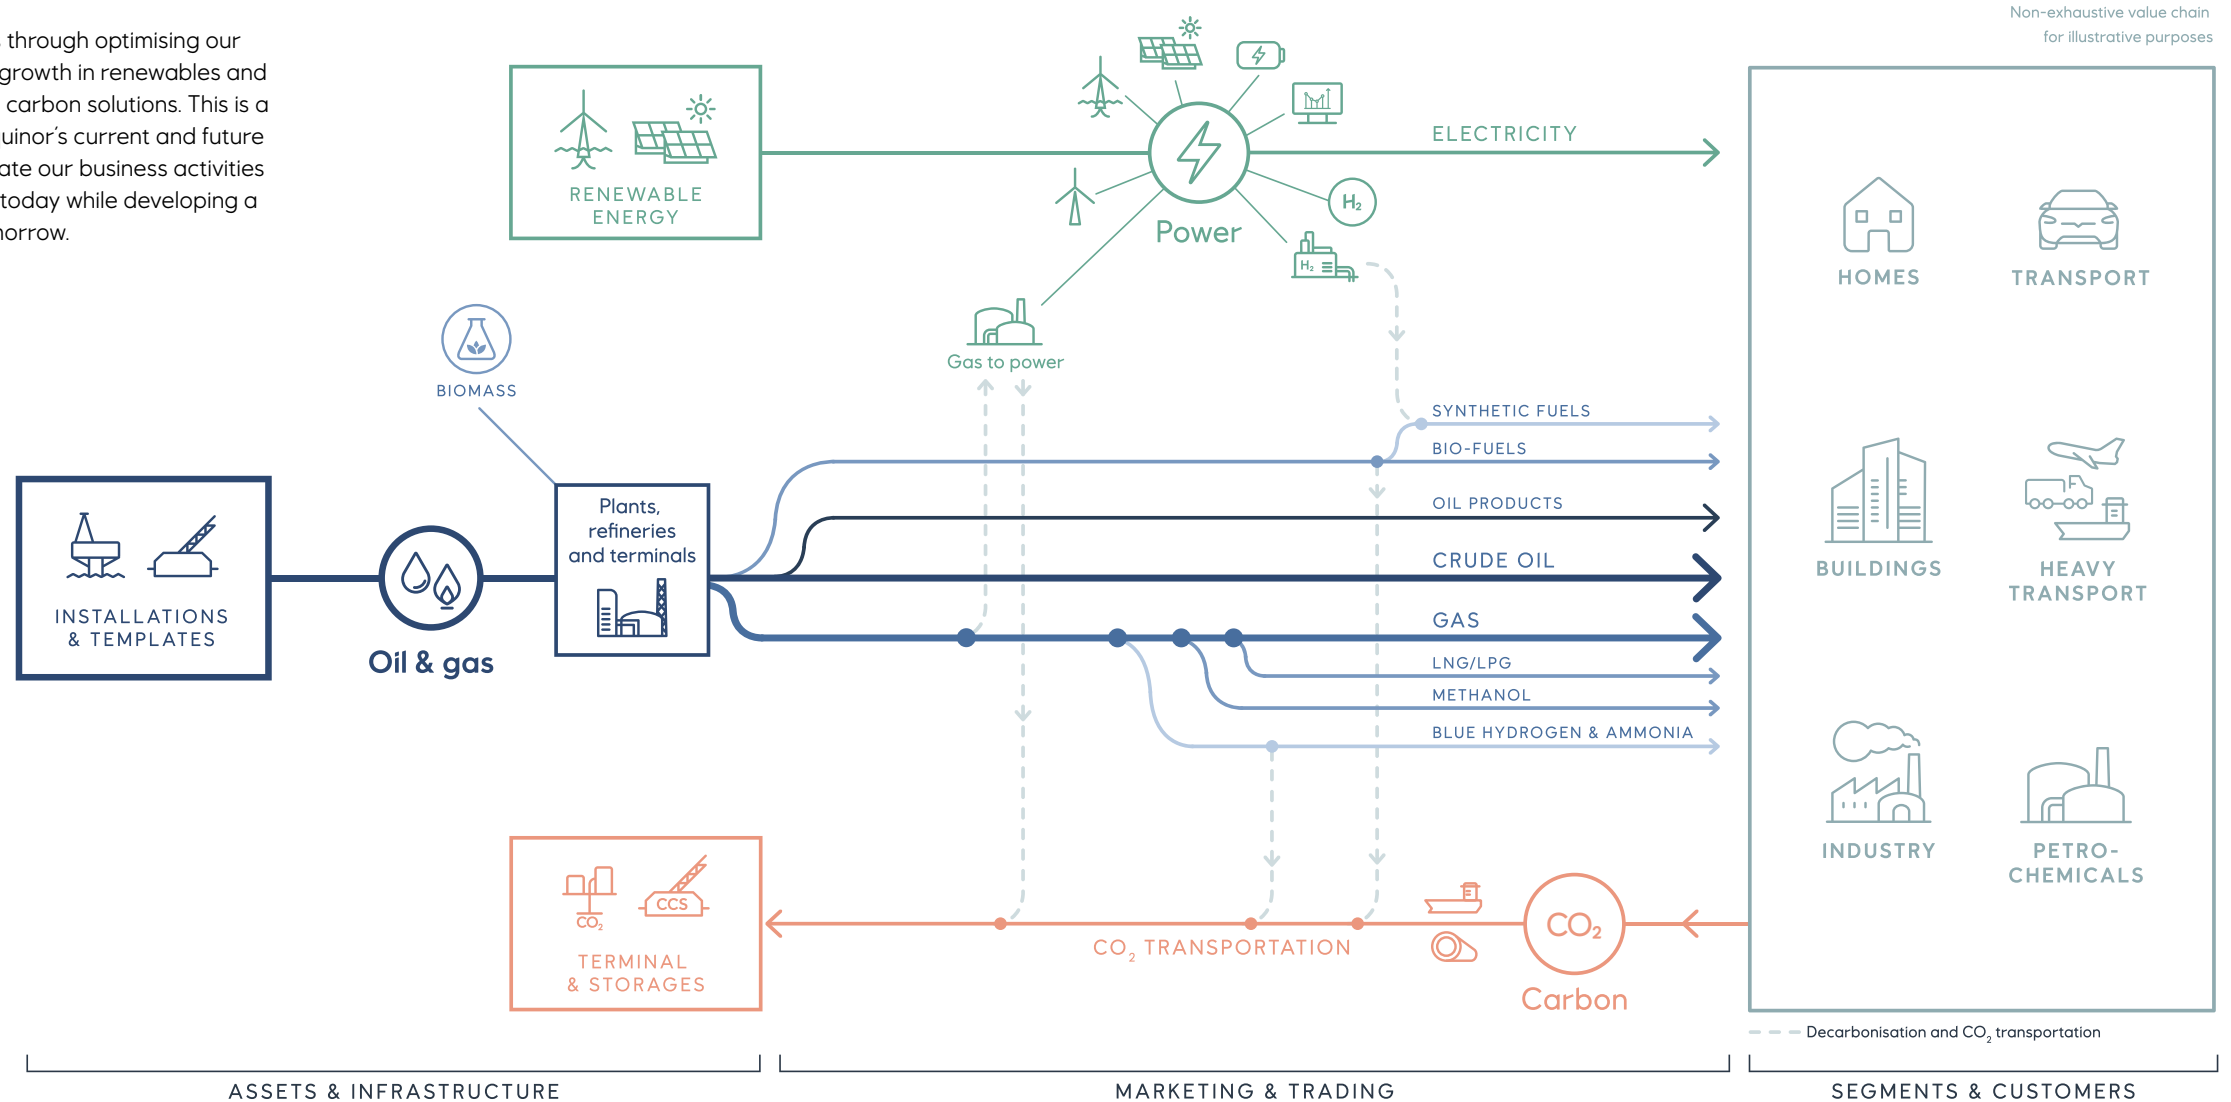 through optimising our
growth in renewables and
carbon solutions. This is a
uinor´s current and future
ate our business activities
today while developing a
orrow.
Non-exhaustive value chain
for illustrative purposes
RENEWABLE
ENERGY
ELECTRICITY
H₂
Power
H₂
Gas to power
BIOMASS
HOMES
TRANSPORT
SYNTHETIC FUELS
BIO-FUELS
OIL PRODUCTS
CRUDE OIL
GAS
LNG/LPG
METHANOL
BLUE HYDROGEN & AMMONIA
Plants,
refineries
and terminals
INSTALLATIONS
& TEMPLATES
Oil & gas
BUILDINGS
HEAVY
TRANSPORT
INDUSTRY
PETRO-
CHEMICALS
CO₂
CCS
TERMINAL
& STORAGES
CO₂ TRANSPORTATION
CO₂
Carbon
Decarbonisation and CO₂ transportation
ASSETS & INFRASTRUCTURE
MARKETING & TRADING
SEGMENTS & CUSTOMERS